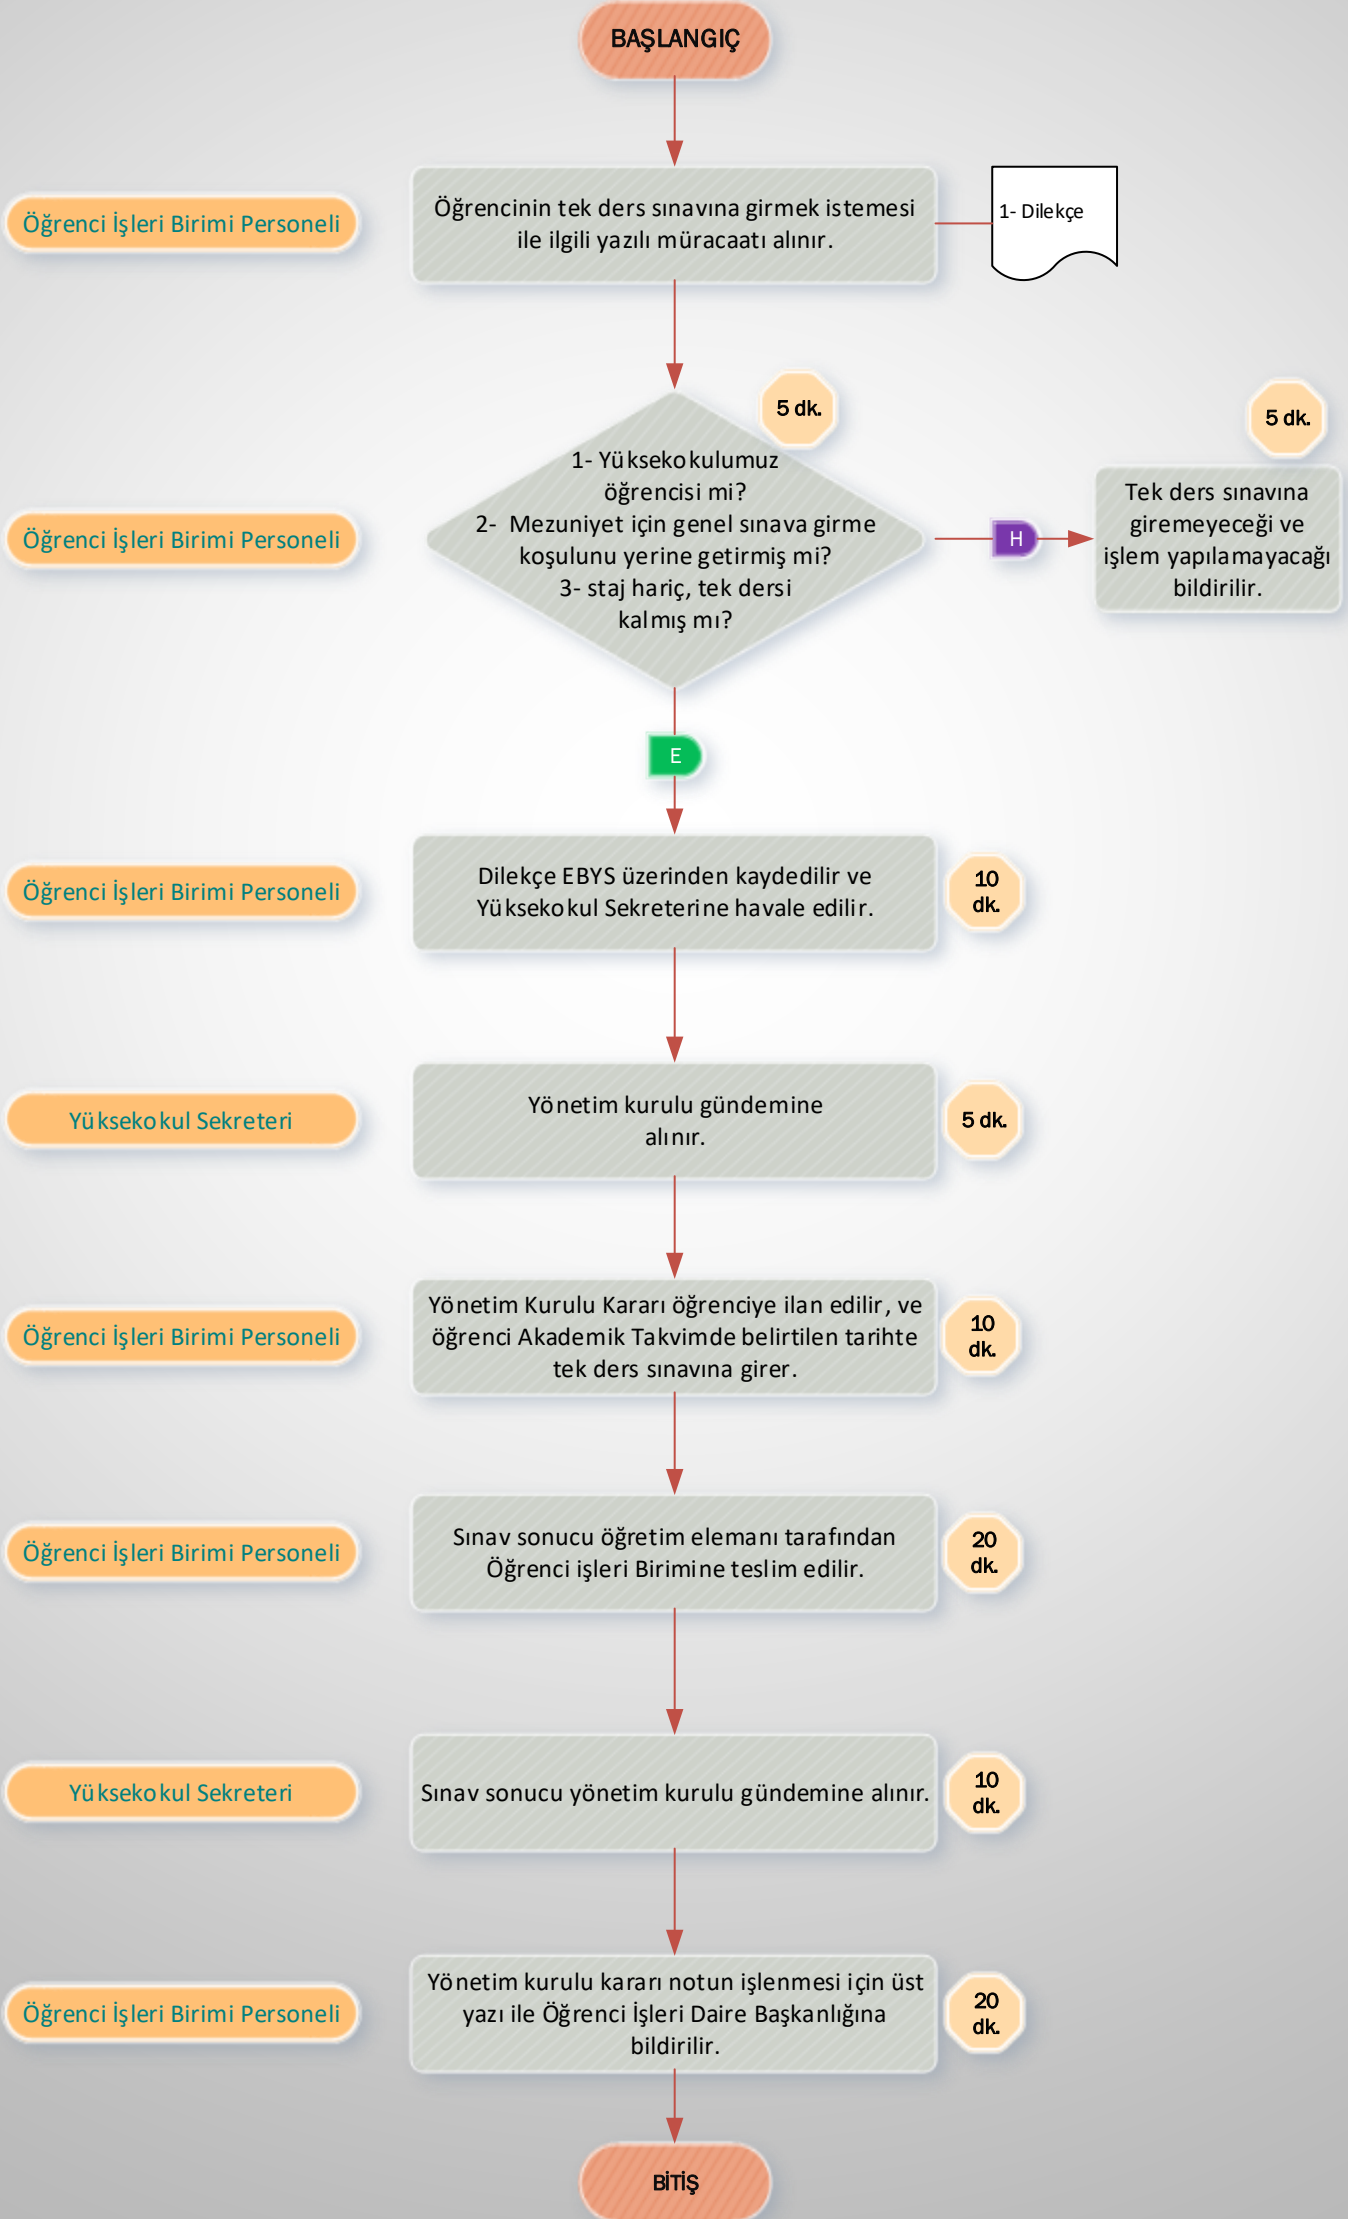 BAŞLANGIÇ
Öğrenci İşleri Birimi Personeli
Öğrencinin tek ders sınavına girmek istemesi
ile ilgili yazılı müracaatı alınır.
1- Dilekçe
5 dk.
5 dk.
Öğrenci İşleri Birimi Personeli
1- Yüksekokulumuz
öğrencisi mi?
2- Mezuniyet için genel sınava girme
koşulunu yerine getirmiş mi?
3- staj hariç, tek dersi
kalmış mı?
H
Tek ders sınavına
giremeyeceği ve
işlem yapılamayacağı
bildirilir.
E
Öğrenci İşleri Birimi Personeli
Dilekçe EBYS üzerinden kaydedilir ve
Yüksekokul Sekreterine havale edilir.
10
dk.
Yüksekokul Sekreteri
Yönetim kurulu gündemine
alınır.
5 dk.
Öğrenci İşleri Birimi Personeli
Yönetim Kurulu Kararı öğrenciye ilan edilir, ve
öğrenci Akademik Takvimde belirtilen tarihte
tek ders sınavına girer.
10
dk.
Öğrenci İşleri Birimi Personeli
Sınav sonucu öğretim elemanı tarafından
Öğrenci işleri Birimine teslim edilir.
20
dk.
Yüksekokul Sekreteri
Sınav sonucu yönetim kurulu gündemine alınır.
10
dk.
Öğrenci İşleri Birimi Personeli
Yönetim kurulu kararı notun işlenmesi için üst
yazı ile Öğrenci İşleri Daire Başkanlığına
bildirilir.
20
dk.
BİTİŞ